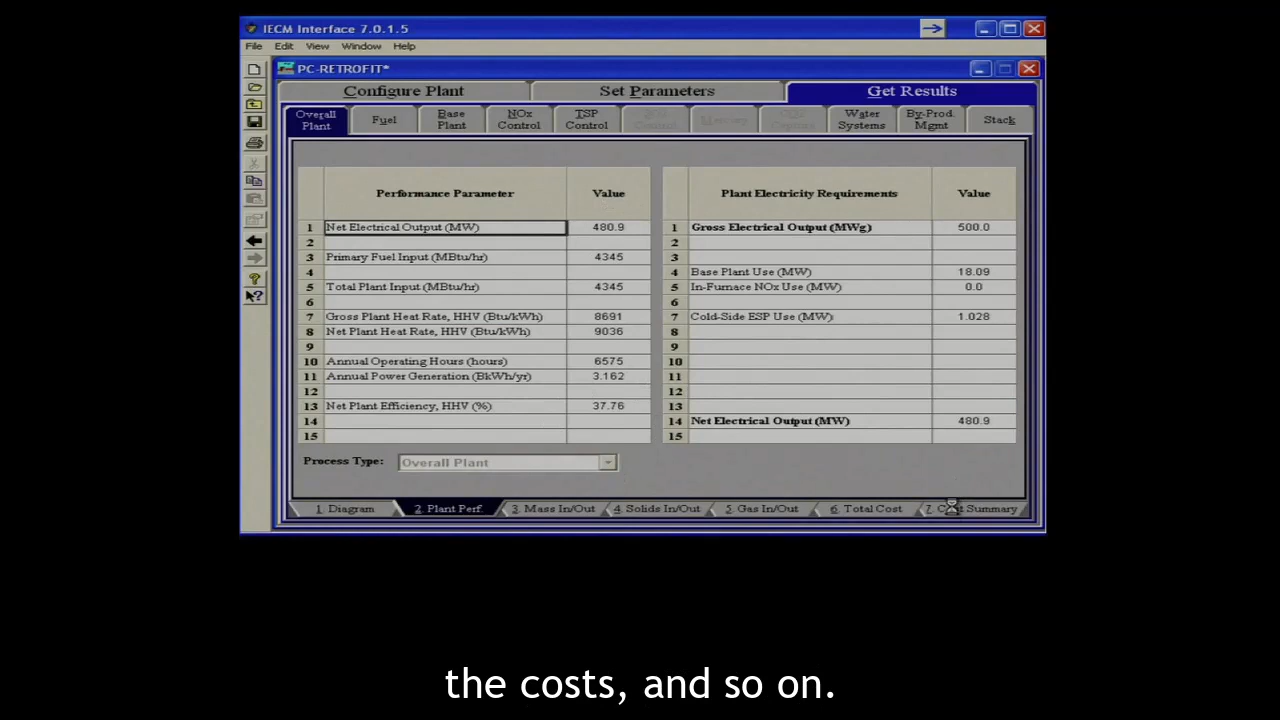 IECM Interface 7.0.1.5
File Edit View Window Help
PC-RETROFIT*
Configure Plant Set Parameters Get Results
Overall Plant Fuel Base Plant NOx Control TSP Control Water Systems By-Prod. Mgmt Stack
Performance Parameter Value Plant Electricity Requirements Value
1 Net Electrical Output (MW) 480.9 1 Gross Electrical Output (MWg) 500.0
2 2
3 Primary Fuel Input (MBtu/hr) 4345 3
4 4 Base Plant Use (MW) 18.09
5 Total Plant Input (MBtu/hr) 4345 5 In-Furnace NOx Use (MW) 0.0
6 6
7 Gross Plant Heat Rate, HHV (Btu/kWh) 8691 7 Cold-Side ESP Use (MW) 1.028
8 Net Plant Heat Rate, HHV (Btu/kWh) 9036 8
9 9
10 Annual Operating Hours (hours) 6575 10
11 Annual Power Generation (BkWh/yr) 3.162 11
12 12
13 Net Plant Efficiency, HHV (%) 37.76 13
14 14 Net Electrical Output (MW) 480.9
15 15
Process Type: Overall Plant
1. Diagram 2. Plant Perf. 3. Mass In/Out 4. Solids In/Out 5. Gas In/Out 6. Total Cost 7. Summary
the costs, and so on.